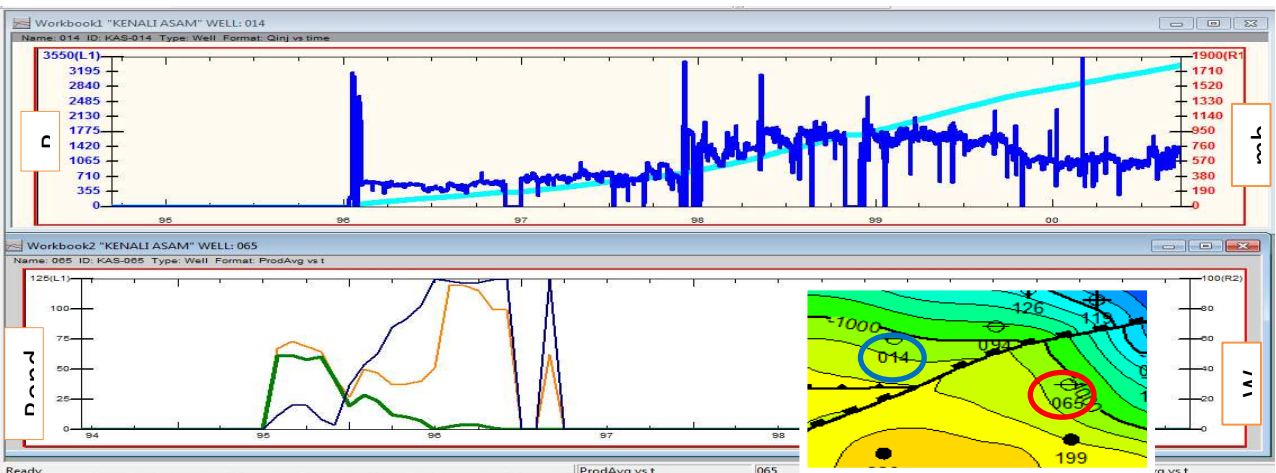 Workbook1 "KENALI ASAM" WELL: 014
Name: 014 ID: KAS-014 Type: Well Format: Qinj vs time
3550(L1) 1900(R1
3195 1710
2840 1520
2485 1330
2130 1140
1775 950
1420 760
1065 570
710 380
355 190
0 0
95 96 97 98 99 00
Workbook2 "KENALI ASAM" WELL: 065
Name: 065 ID: KAS-065 Type: Well Format: ProdAvg vs t
125(L1) 100(R2)
100 80
75 60
50 40
25 20
0 0
94 95 96 97 98
126 119
-1000
094
014
065
199
Ready ProdAvg vs t 065